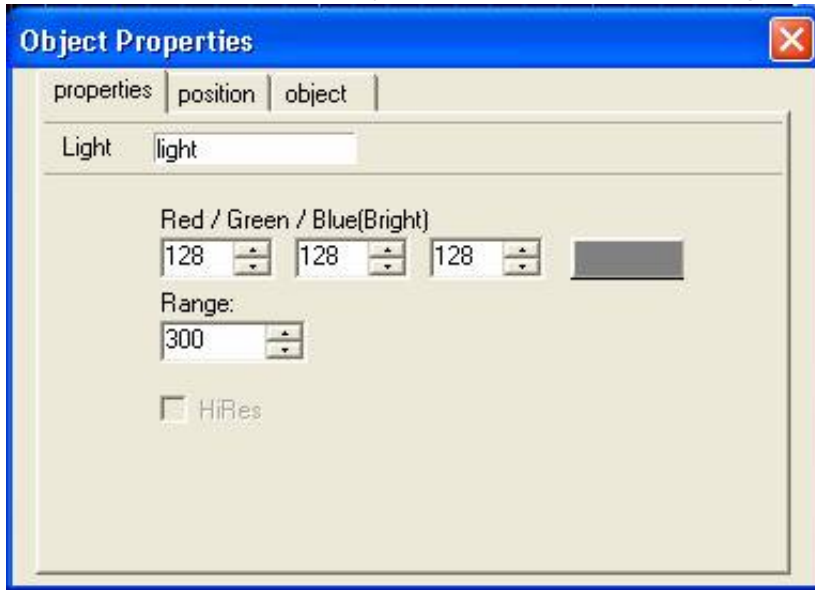 Object Properties
properties position object
Light light
Red / Green / Blue(Bright)
128 128 128
Range:
300
HiRes